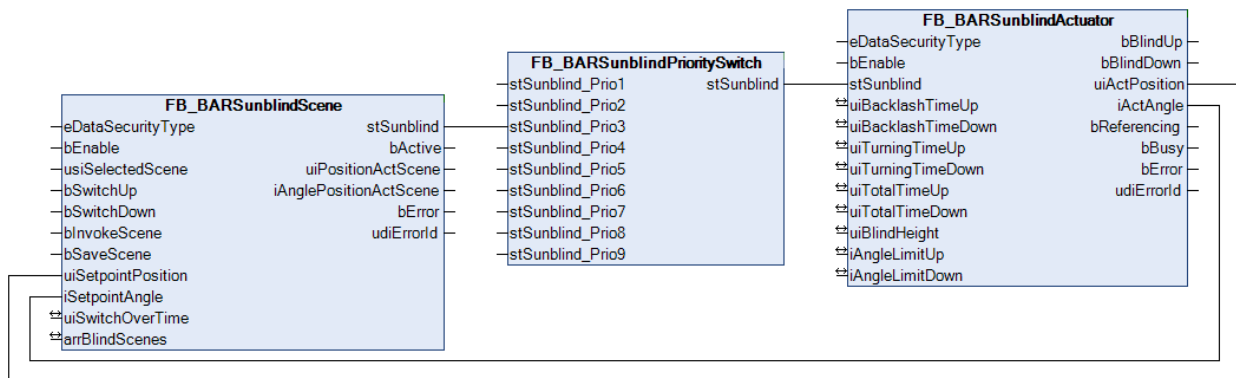 FB_BARSunblindScene
eDataSecurityType stSunblind
bEnable bActive
usiSelectedScene uiPositionActScene
bSwitchUp iAnglePositionActScene
bSwitchDown bError
bInvokeScene udiErrorId
bSaveScene
uiSetpointPosition
iSetpointAngle
uiSwitchOverTime
arrBlindScenes
FB_BARSunblindPrioritySwitch
stSunblind_Prio1 stSunblind
stSunblind_Prio2
stSunblind_Prio3
stSunblind_Prio4
stSunblind_Prio5
stSunblind_Prio6
stSunblind_Prio7
stSunblind_Prio8
stSunblind_Prio9
FB_BARSunblindActuator
eDataSecurityType bBlindUp
bEnable bBlindDown
stSunblind uiActPosition
uiBacklashTimeUp iActAngle
uiBacklashTimeDown bReferencing
uiTurningTimeUp bBusy
uiTurningTimeDown bError
uiTotalTimeUp udiErrorId
uiTotalTimeDown
uiBlindHeight
iAngleLimitUp
iAngleLimitDown